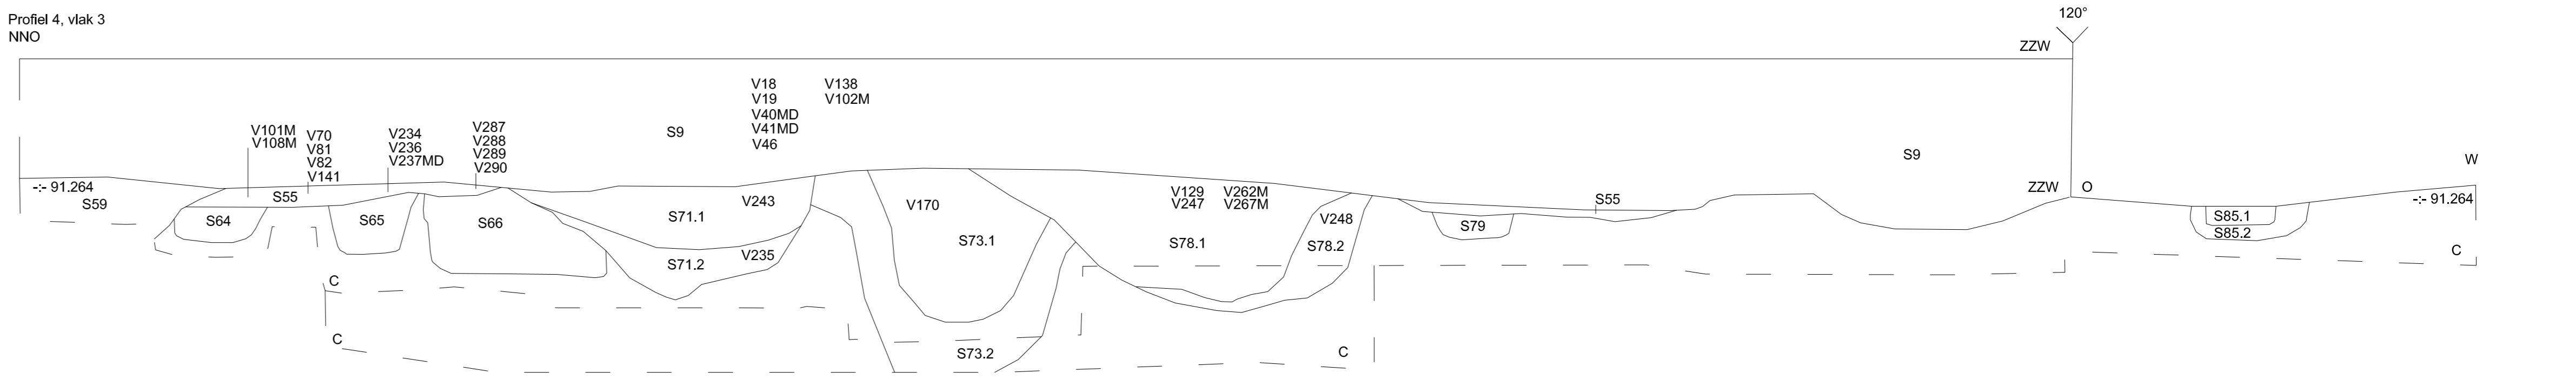 Profiel 4, vlak 3
NNO
120°
ZZW
V18
V19
V40MD
V41MD
V46
V138
V102M
S9
V101M
V108M
V70
V81
V82
V141
V234
V236
V237MD
V287
V288
V289
V290
S9
W
-:- 91.264
S59
S55
S64
S65
S66
S71.1
V243
S71.2
V235
V170
S73.1
S73.2
V129
V247
V262M
V267M
S78.1
V248
S78.2
S79
S55
ZZW
O
S85.1
S85.2
-:- 91.264
C
C
C
C